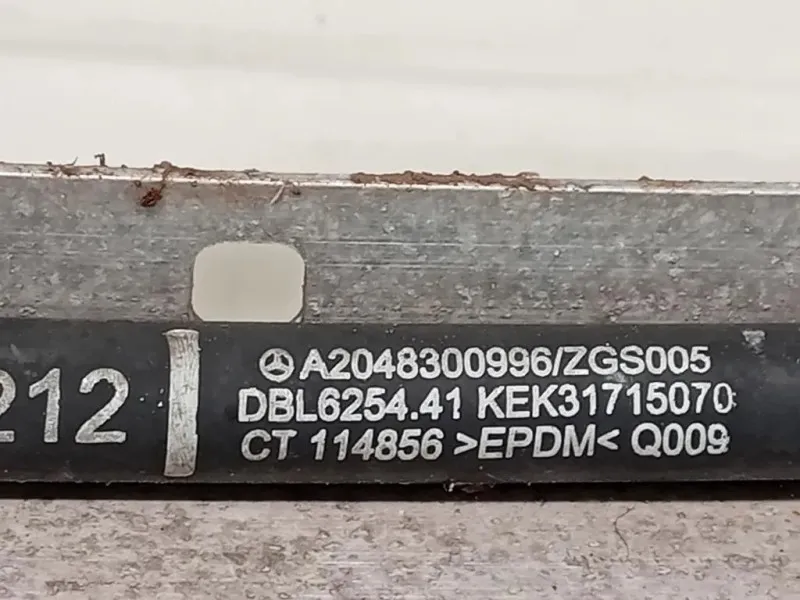 212
A2048300996/ZGS005
DBL6254.41 KEK31715070
CT 114856 >EPDM< Q009